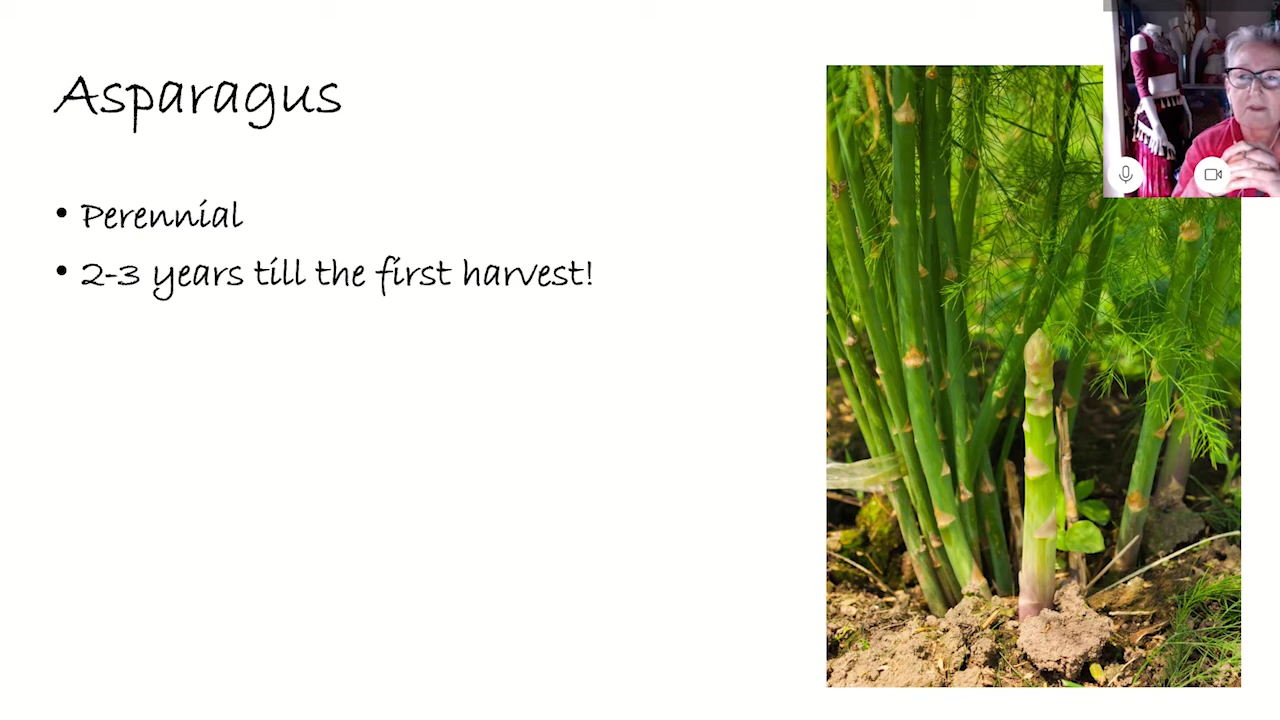 Asparagus
• Perennial
• 2-3 years till the first harvest!